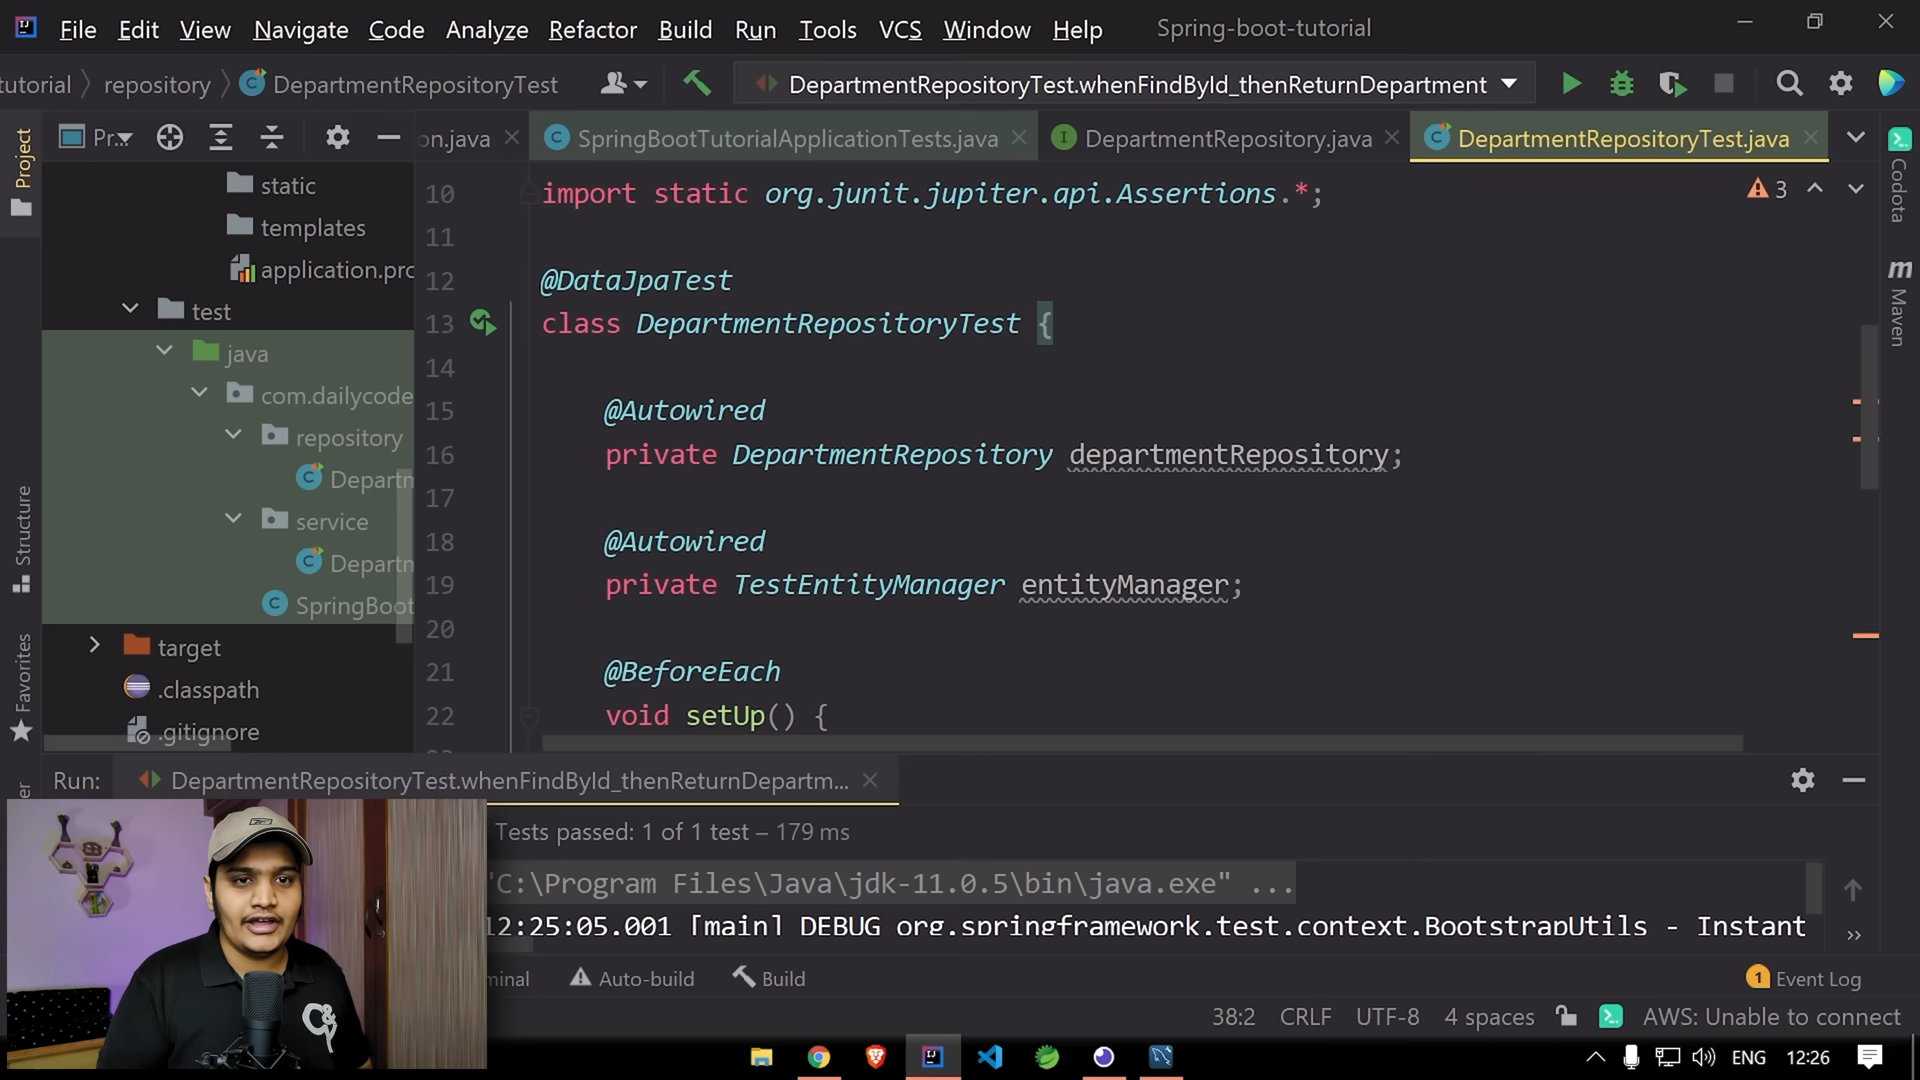 File Edit View Navigate Code Analyze Refactor Build Run Tools VCS Window Help Spring-boot-tutorial
tutorial repository DepartmentRepositoryTest DepartmentRepositoryTest.whenFindById_thenReturnDepartment
Project
Pr...
on.java SpringBootTutorialApplicationTests.java DepartmentRepository.java DepartmentRepositoryTest.java
static
templates
application.pro
test
java
com.dailycode
repository
Departm
service
Departm
SpringBoot
target
.classpath
.gitignore
Structure
Favorites
10 import static org.junit.jupiter.api.Assertions.*;
11
12 @DataJpaTest
13 class DepartmentRepositoryTest {
14
15 @Autowired
16 private DepartmentRepository departmentRepository;
17
18 @Autowired
19 private TestEntityManager entityManager;
20
21 @BeforeEach
22 void setUp() {
3
Codota
m Maven
Run: DepartmentRepositoryTest.whenFindById_thenReturnDepartm...
Tests passed: 1 of 1 test – 179 ms
"C:\Program Files\Java\jdk-11.0.5\bin\java.exe" ...
12:25:05.001 [main] DEBUG org.springframework.test.context.BootstrapUtils - Instant
minal Auto-build Build 1 Event Log
38:2 CRLF UTF-8 4 spaces AWS: Unable to connect
ENG 12:26